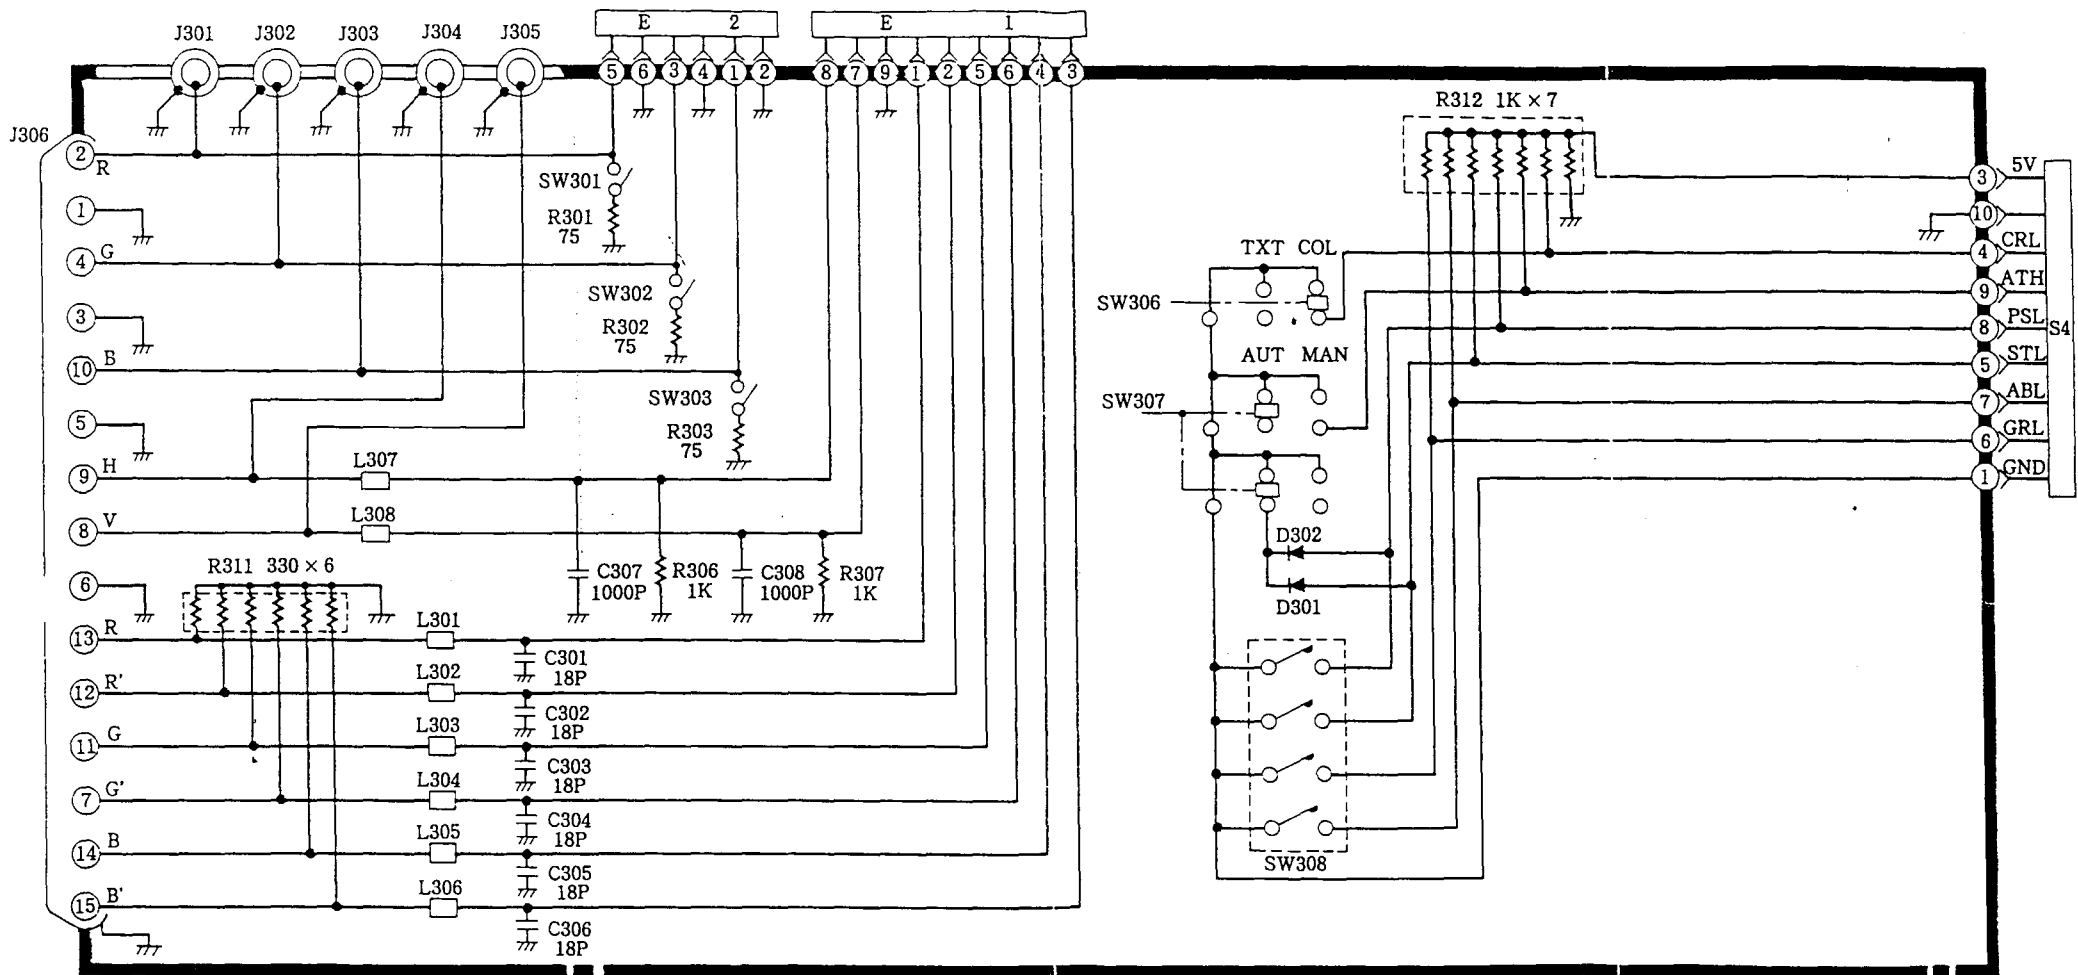 E 2
E 1
J301 J302 J303 J304 J305
5 6 3 4 1 2
8 7 9 1 2 5 6 4 3
R312 1K × 7
J306
2 R
SW301
R301
75
3 5V
1
10
4 G
TXT COL
4 CRL
SW302
SW306
9 ATH
3
R302
75
8 PSL
S4
AUT MAN
10 B
5 STL
SW303
SW307
7 ABL
5
R303
75
6 GRL
9 H
L307
1 GND
8 V
L308
D302
R311 330 × 6
6
C307
1000P
R306
1K
C308
1000P
R307
1K
D301
13 R
L301
C301
18P
12 R'
L302
C302
18P
11 G
L303
C303
18P
7 G'
L304
C304
18P
14 B
L305
C305
18P
SW308
15 B'
L306
C306
18P